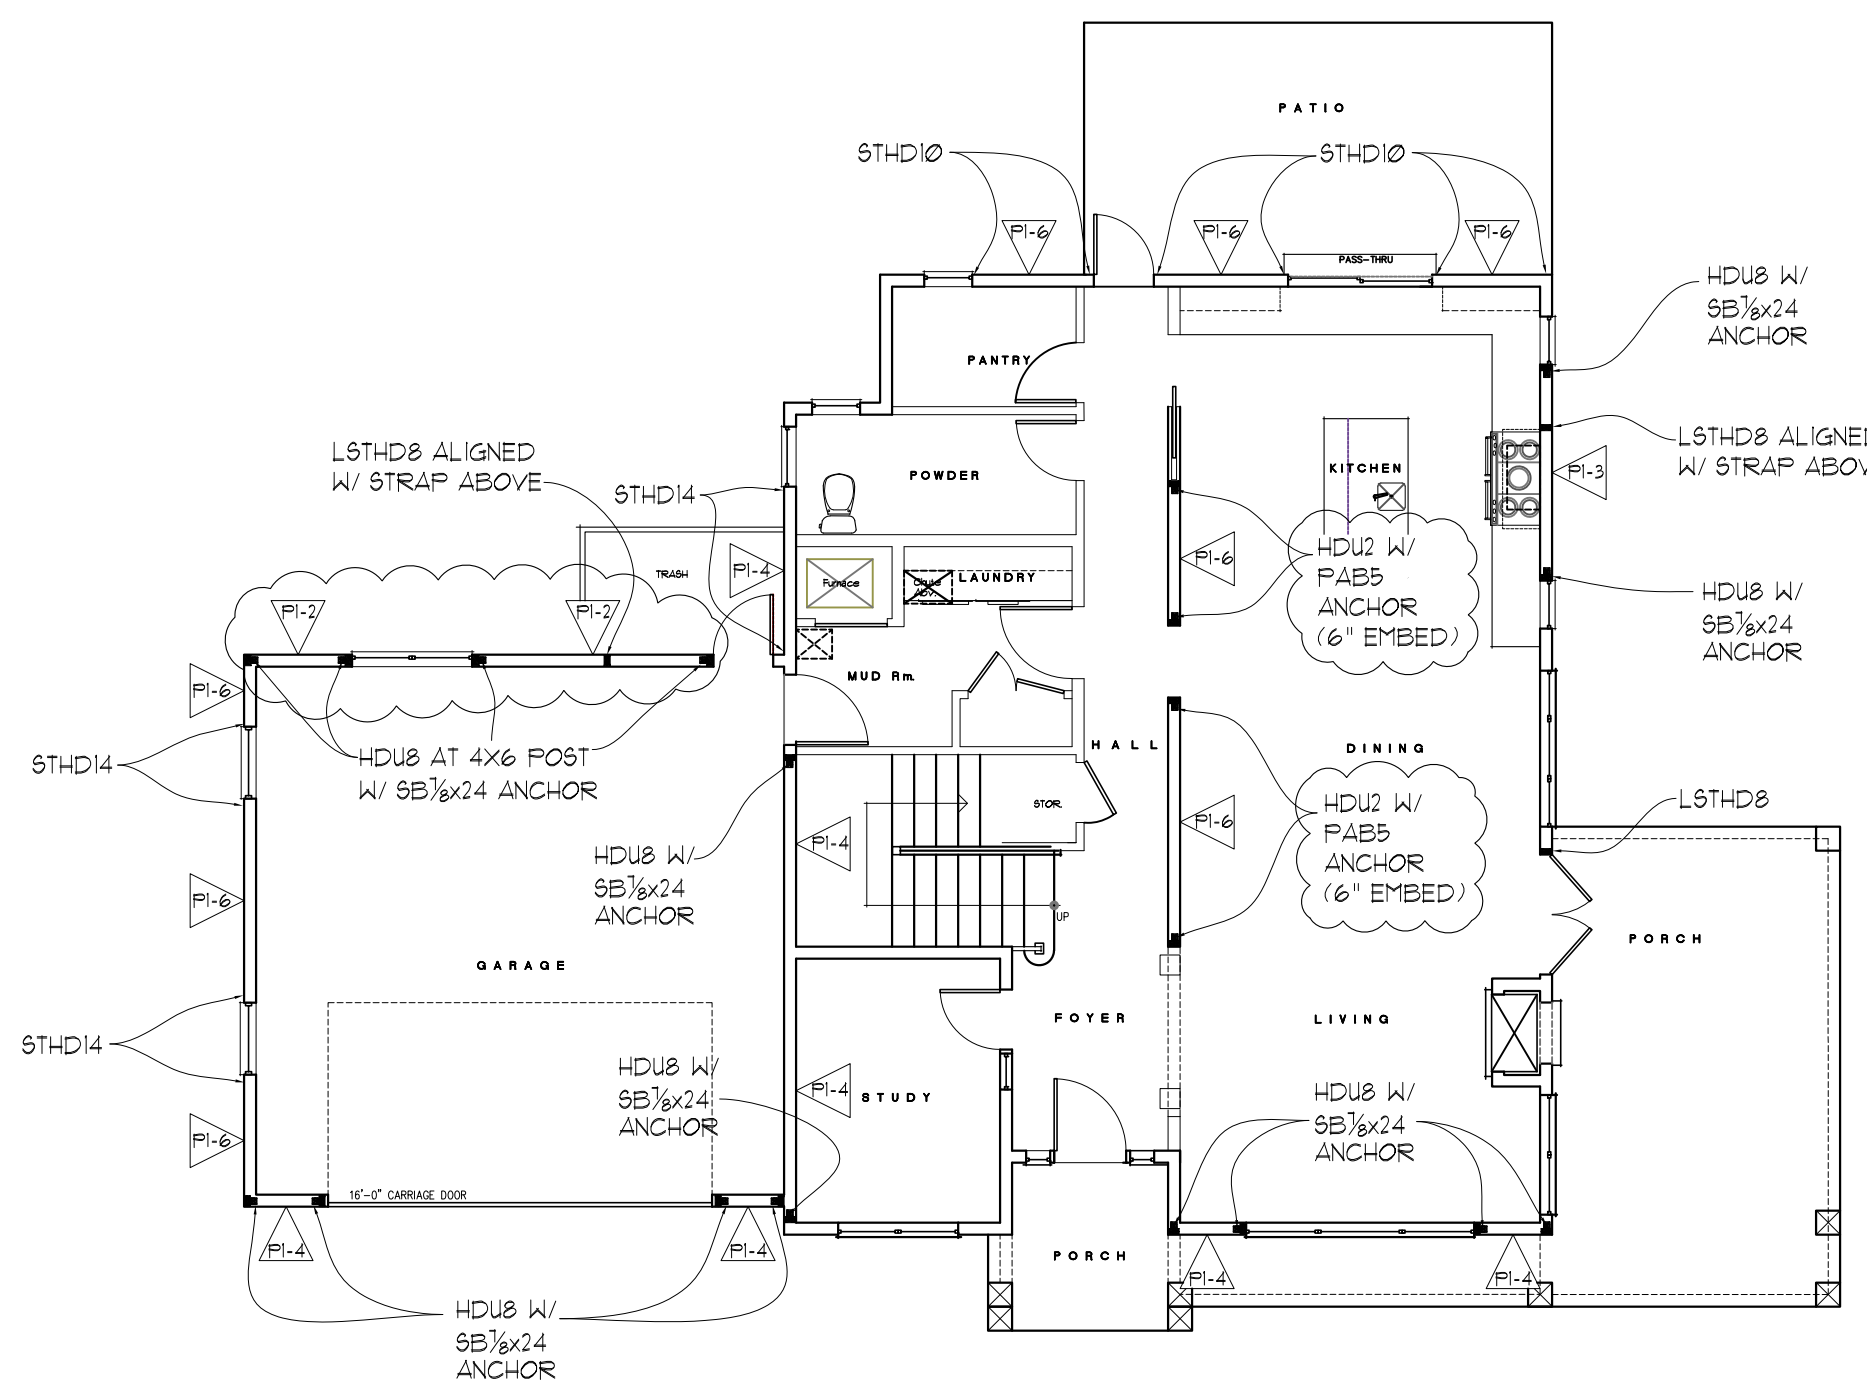 PATIO
STHD10
STHD10
P1-6
P1-6
P1-6
PASS-THRU
HDU8 W/
SB7/8x24
ANCHOR
PANTRY
LSTHD8 ALIGNED
W/ STRAP ABOVE
STHD14
POWDER
KITCHEN
LSTHD8 ALIGNED
W/ STRAP ABOV
P1-3
P1-4
TRASH
Furnace
Chute
Abv.
LAUNDRY
P1-6
HDU2 W/
PAB5
ANCHOR
(6" EMBED)
HDU8 W/
SB7/8x24
ANCHOR
P1-2
P1-2
P1-6
MUD Rm.
STHD14
HDU8 AT 4X6 POST
W/ SB7/8x24 ANCHOR
HALL
DINING
STOR.
LSTHD8
P1-6
HDU2 W/
PAB5
ANCHOR
(6" EMBED)
P1-4
HDU8 W/
SB7/8x24
ANCHOR
P1-6
UP
PORCH
GARAGE
STHD14
FOYER
LIVING
HDU8 W/
SB7/8x24
ANCHOR
P1-4
STUDY
HDU8 W/
SB7/8x24
ANCHOR
P1-6
16'-0" CARRIAGE DOOR
P1-4
P1-4
PORCH
P1-4
P1-4
HDU8 W/
SB7/8x24
ANCHOR